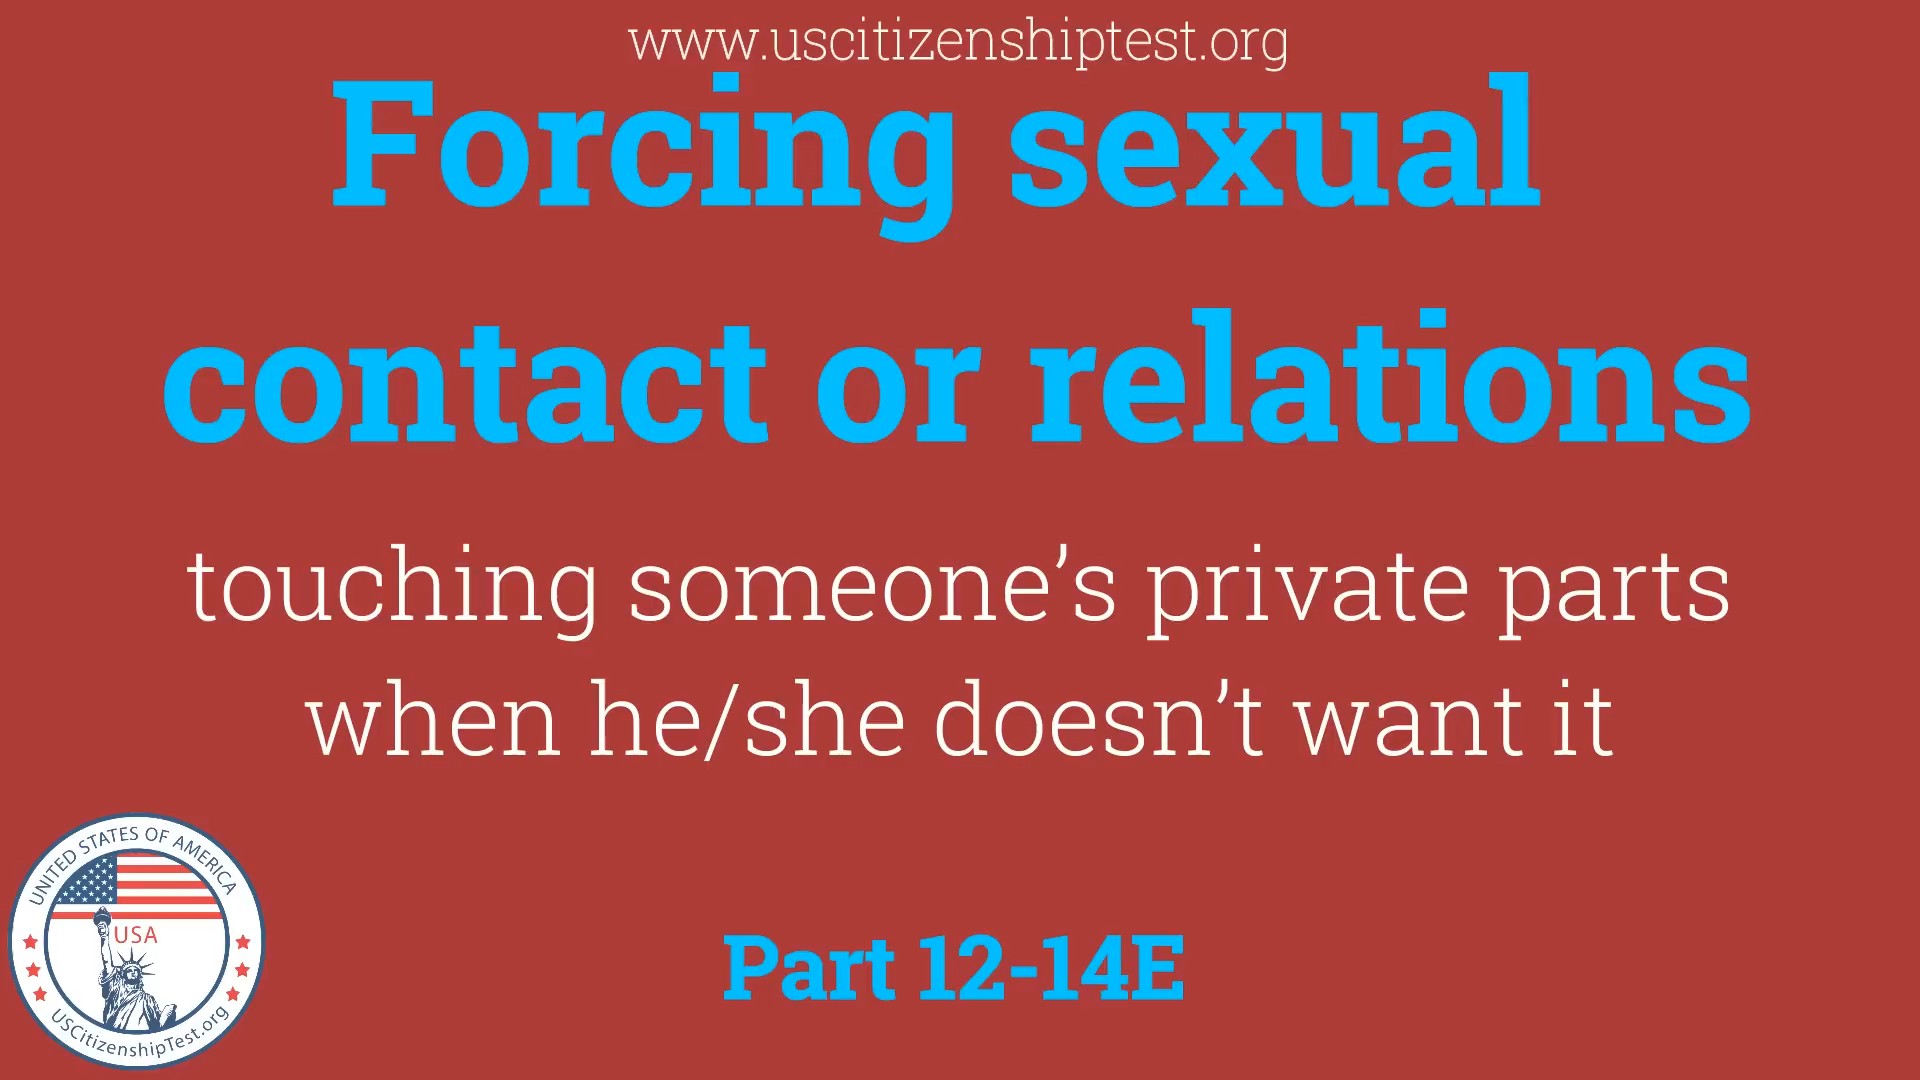 www.uscitizenshiptest.org
Forcing sexual
contact or relations
touching someone’s private parts
when he/she doesn’t want it
Part 12-14E
UNITED STATES OF AMERICA
USA
USCitizenshipTest.org